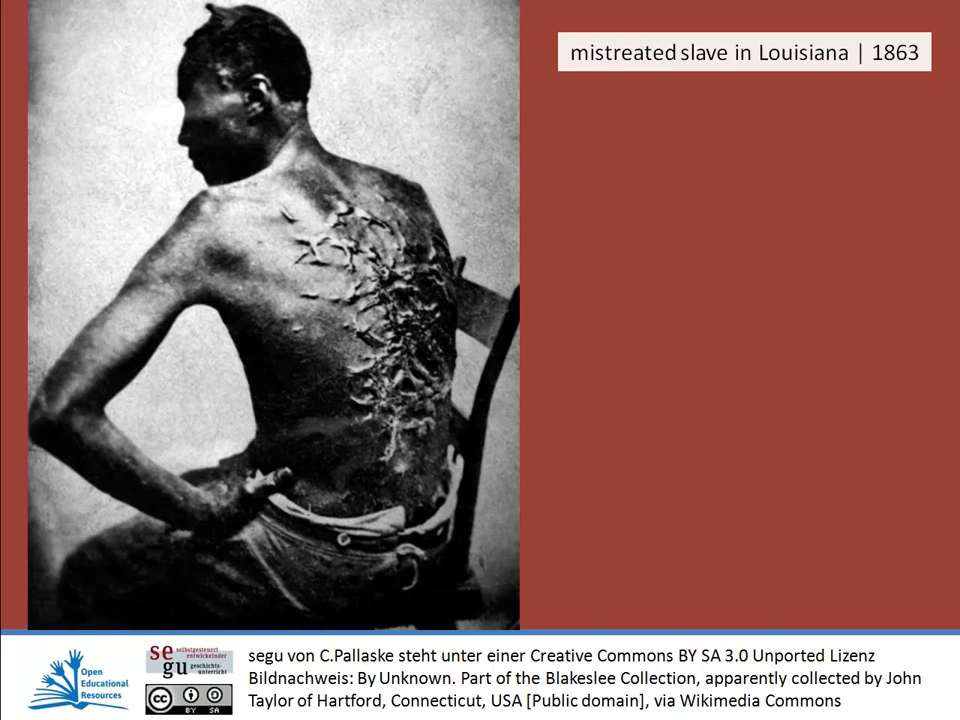 mistreated slave in Louisiana | 1863
Open
Educational
Resources
se selbstgesteuert
entwickelnder
gu geschichts-
unterricht
cc
BY SA
segu von C.Pallaske steht unter einer Creative Commons BY SA 3.0 Unported Lizenz
Bildnachweis: By Unknown. Part of the Blakeslee Collection, apparently collected by John
Taylor of Hartford, Connecticut, USA [Public domain], via Wikimedia Commons